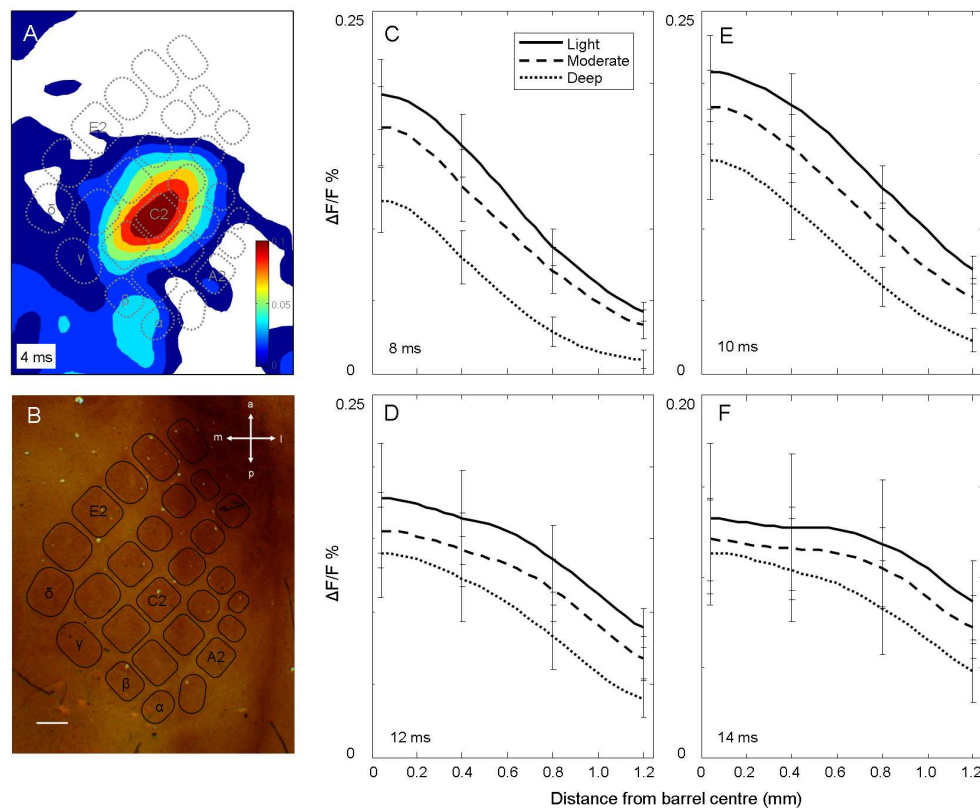 A
E2
δ
C2
γ
A2
β
α
0.1
0.05
0
4 ms
B
a
m
l
p
E2
δ
C2
γ
A2
β
α
0.25
C
Light
Moderate
Deep
ΔF/F %
0
8 ms
0.25
E
0
10 ms
0.25
D
ΔF/F %
0
12 ms
0 0.2 0.4 0.6 0.8 1.0 1.2
0.20
F
0
14 ms
0 0.2 0.4 0.6 0.8 1.0 1.2
Distance from barrel centre (mm)